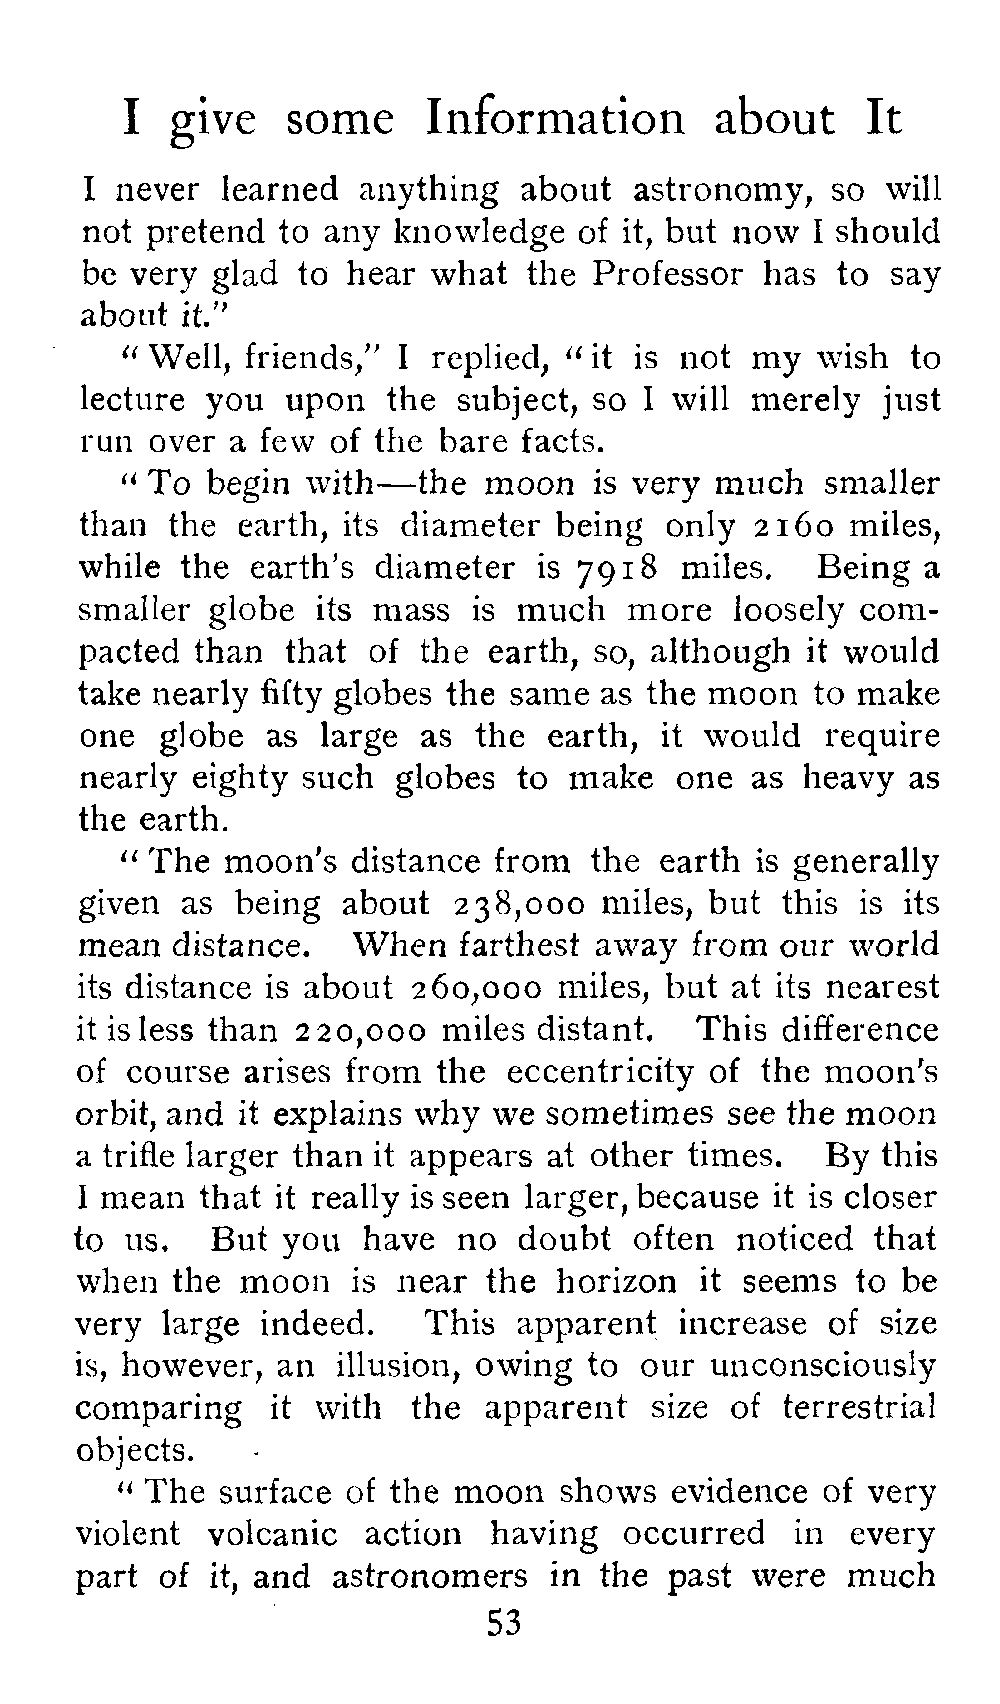 I give some Information about It
I never learned anything about astronomy, so will
not pretend to any knowledge of it, but now I should
be very glad to hear what the Professor has to say
about it."
"Well, friends," I replied, "it is not my wish to
lecture you upon the subject, so I will merely just
run over a few of the bare facts.
"To begin with—the moon is very much smaller
than the earth, its diameter being only 2160 miles,
while the earth's diameter is 7918 miles. Being a
smaller globe its mass is much more loosely com-
pacted than that of the earth, so, although it would
take nearly fifty globes the same as the moon to make
one globe as large as the earth, it would require
nearly eighty such globes to make one as heavy as
the earth.
"The moon's distance from the earth is generally
given as being about 238,000 miles, but this is its
mean distance. When farthest away from our world
its distance is about 260,000 miles, but at its nearest
it is less than 220,000 miles distant. This difference
of course arises from the eccentricity of the moon's
orbit, and it explains why we sometimes see the moon
a trifle larger than it appears at other times. By this
I mean that it really is seen larger, because it is closer
to us. But you have no doubt often noticed that
when the moon is near the horizon it seems to be
very large indeed. This apparent increase of size
is, however, an illusion, owing to our unconsciously
comparing it with the apparent size of terrestrial
objects.
"The surface of the moon shows evidence of very
violent volcanic action having occurred in every
part of it, and astronomers in the past were much
53